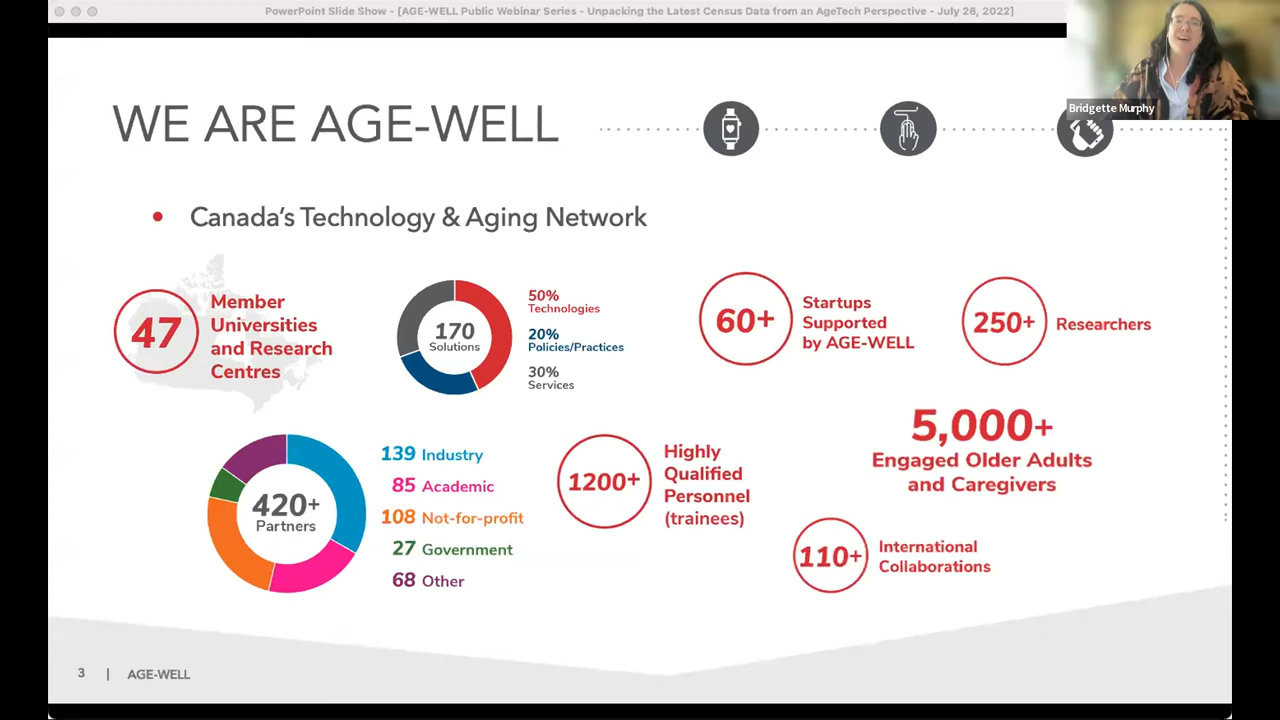 PowerPoint Slide Show - [AGE-WELL Public Webinar Series - Unpacking the Latest Census Data from an AgeTech Perspective - July 26, 2022]
Bridgette Murphy
WE ARE AGE-WELL
• Canada's Technology & Aging Network
47
Member
Universities
and Research
Centres
170
Solutions
50%
Technologies
20%
Policies/Practices
30%
Services
60+
Startups
Supported
by AGE-WELL
250+
Researchers
420+
Partners
139 Industry
85 Academic
108 Not-for-profit
27 Government
68 Other
1200+
Highly
Qualified
Personnel
(trainees)
5,000+
Engaged Older Adults
and Caregivers
110+
International
Collaborations
3 | AGE-WELL